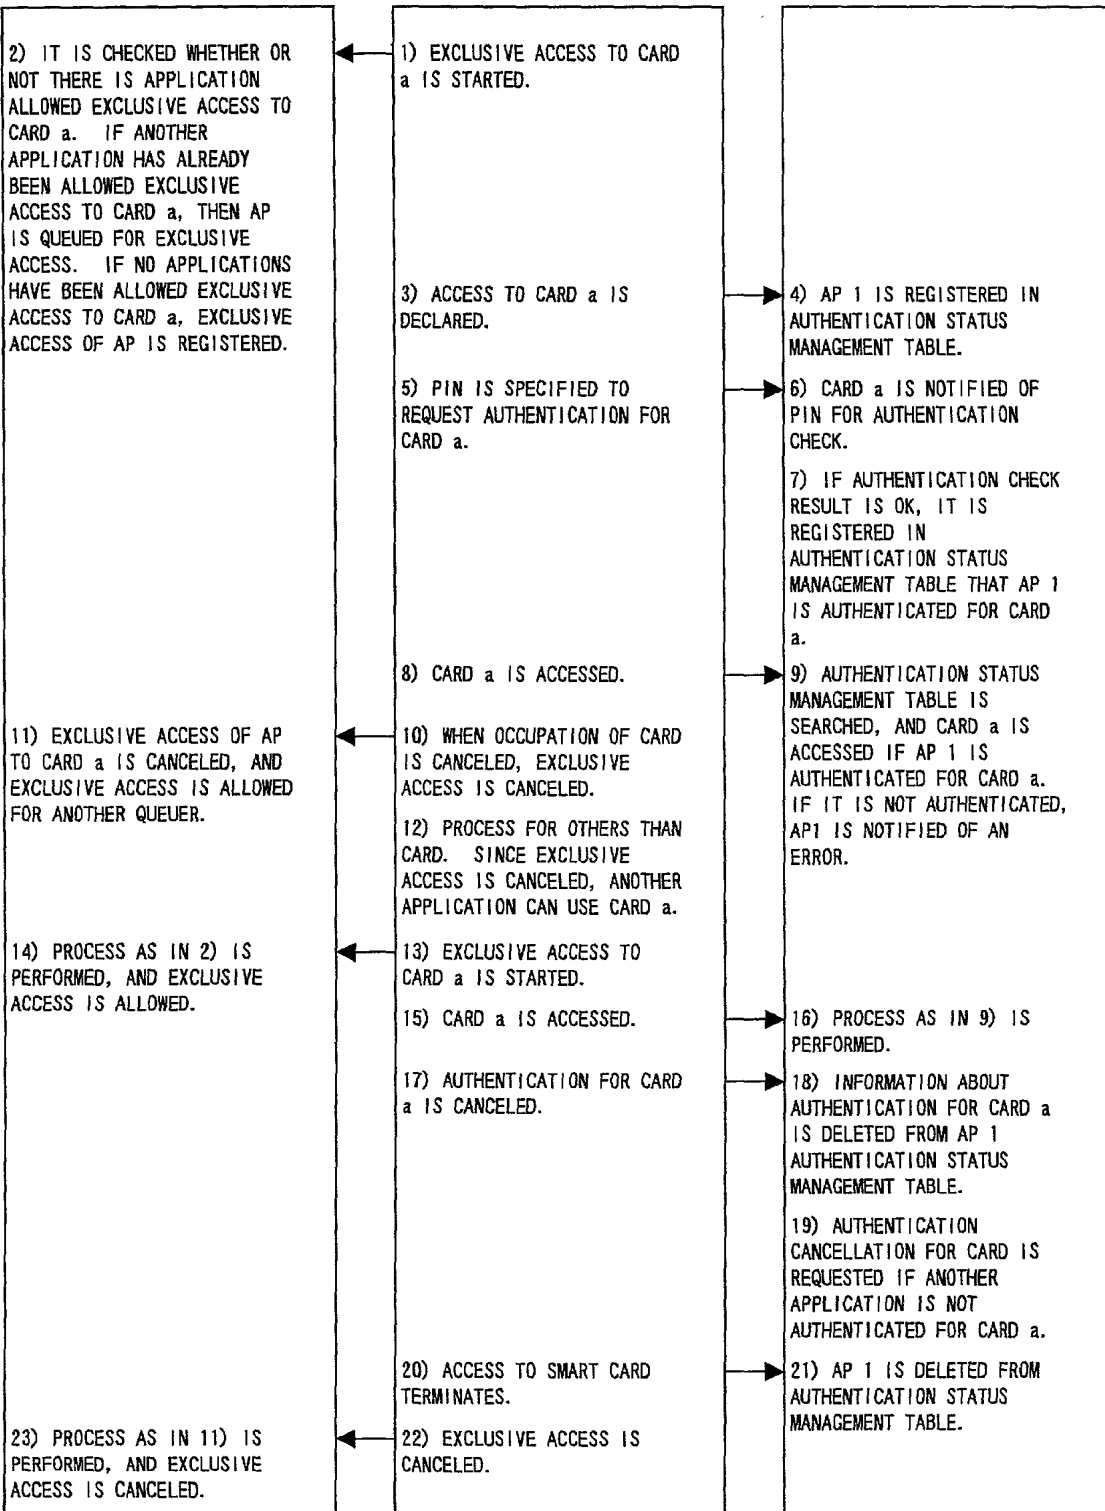 2) IT IS CHECKED WHETHER OR
NOT THERE IS APPLICATION
ALLOWED EXCLUSIVE ACCESS TO
CARD a. IF ANOTHER
APPLICATION HAS ALREADY
BEEN ALLOWED EXCLUSIVE
ACCESS TO CARD a, THEN AP
IS QUEUED FOR EXCLUSIVE
ACCESS. IF NO APPLICATIONS
HAVE BEEN ALLOWED EXCLUSIVE
ACCESS TO CARD a, EXCLUSIVE
ACCESS OF AP IS REGISTERED.
11) EXCLUSIVE ACCESS OF AP
TO CARD a IS CANCELED, AND
EXCLUSIVE ACCESS IS ALLOWED
FOR ANOTHER QUEUER.
14) PROCESS AS IN 2) IS
PERFORMED, AND EXCLUSIVE
ACCESS IS ALLOWED.
23) PROCESS AS IN 11) IS
PERFORMED, AND EXCLUSIVE
ACCESS IS CANCELED.
1) EXCLUSIVE ACCESS TO CARD
a IS STARTED.
3) ACCESS TO CARD a IS
DECLARED.
5) PIN IS SPECIFIED TO
REQUEST AUTHENTICATION FOR
CARD a.
8) CARD a IS ACCESSED.
10) WHEN OCCUPATION OF CARD
IS CANCELED, EXCLUSIVE
ACCESS IS CANCELED.
12) PROCESS FOR OTHERS THAN
CARD. SINCE EXCLUSIVE
ACCESS IS CANCELED, ANOTHER
APPLICATION CAN USE CARD a.
13) EXCLUSIVE ACCESS TO
CARD a IS STARTED.
15) CARD a IS ACCESSED.
17) AUTHENTICATION FOR CARD
a IS CANCELED.
20) ACCESS TO SMART CARD
TERMINATES.
22) EXCLUSIVE ACCESS IS
CANCELED.
4) AP 1 IS REGISTERED IN
AUTHENTICATION STATUS
MANAGEMENT TABLE.
6) CARD a IS NOTIFIED OF
PIN FOR AUTHENTICATION
CHECK.
7) IF AUTHENTICATION CHECK
RESULT IS OK, IT IS
REGISTERED IN
AUTHENTICATION STATUS
MANAGEMENT TABLE THAT AP 1
IS AUTHENTICATED FOR CARD
a.
9) AUTHENTICATION STATUS
MANAGEMENT TABLE IS
SEARCHED, AND CARD a IS
ACCESSED IF AP 1 IS
AUTHENTICATED FOR CARD a.
IF IT IS NOT AUTHENTICATED,
AP1 IS NOTIFIED OF AN
ERROR.
16) PROCESS AS IN 9) IS
PERFORMED.
18) INFORMATION ABOUT
AUTHENTICATION FOR CARD a
IS DELETED FROM AP 1
AUTHENTICATION STATUS
MANAGEMENT TABLE.
19) AUTHENTICATION
CANCELLATION FOR CARD IS
REQUESTED IF ANOTHER
APPLICATION IS NOT
AUTHENTICATED FOR CARD a.
21) AP 1 IS DELETED FROM
AUTHENTICATION STATUS
MANAGEMENT TABLE.